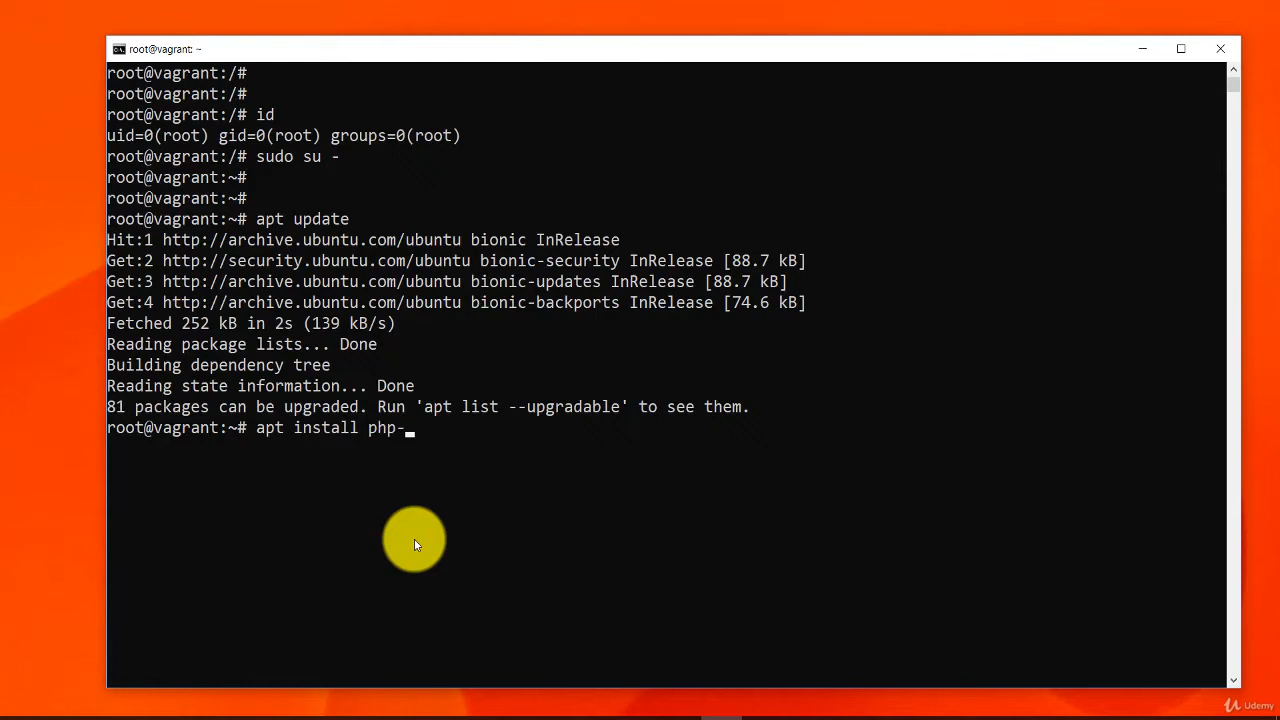 root@vagrant: ~
root@vagrant:/#
root@vagrant:/#
root@vagrant:/# id
uid=0(root) gid=0(root) groups=0(root)
root@vagrant:/# sudo su -
root@vagrant:~#
root@vagrant:~#
root@vagrant:~# apt update
Hit:1 http://archive.ubuntu.com/ubuntu bionic InRelease
Get:2 http://security.ubuntu.com/ubuntu bionic-security InRelease [88.7 kB]
Get:3 http://archive.ubuntu.com/ubuntu bionic-updates InRelease [88.7 kB]
Get:4 http://archive.ubuntu.com/ubuntu bionic-backports InRelease [74.6 kB]
Fetched 252 kB in 2s (139 kB/s)
Reading package lists... Done
Building dependency tree
Reading state information... Done
81 packages can be upgraded. Run 'apt list --upgradable' to see them.
root@vagrant:~# apt install php-
Udemy